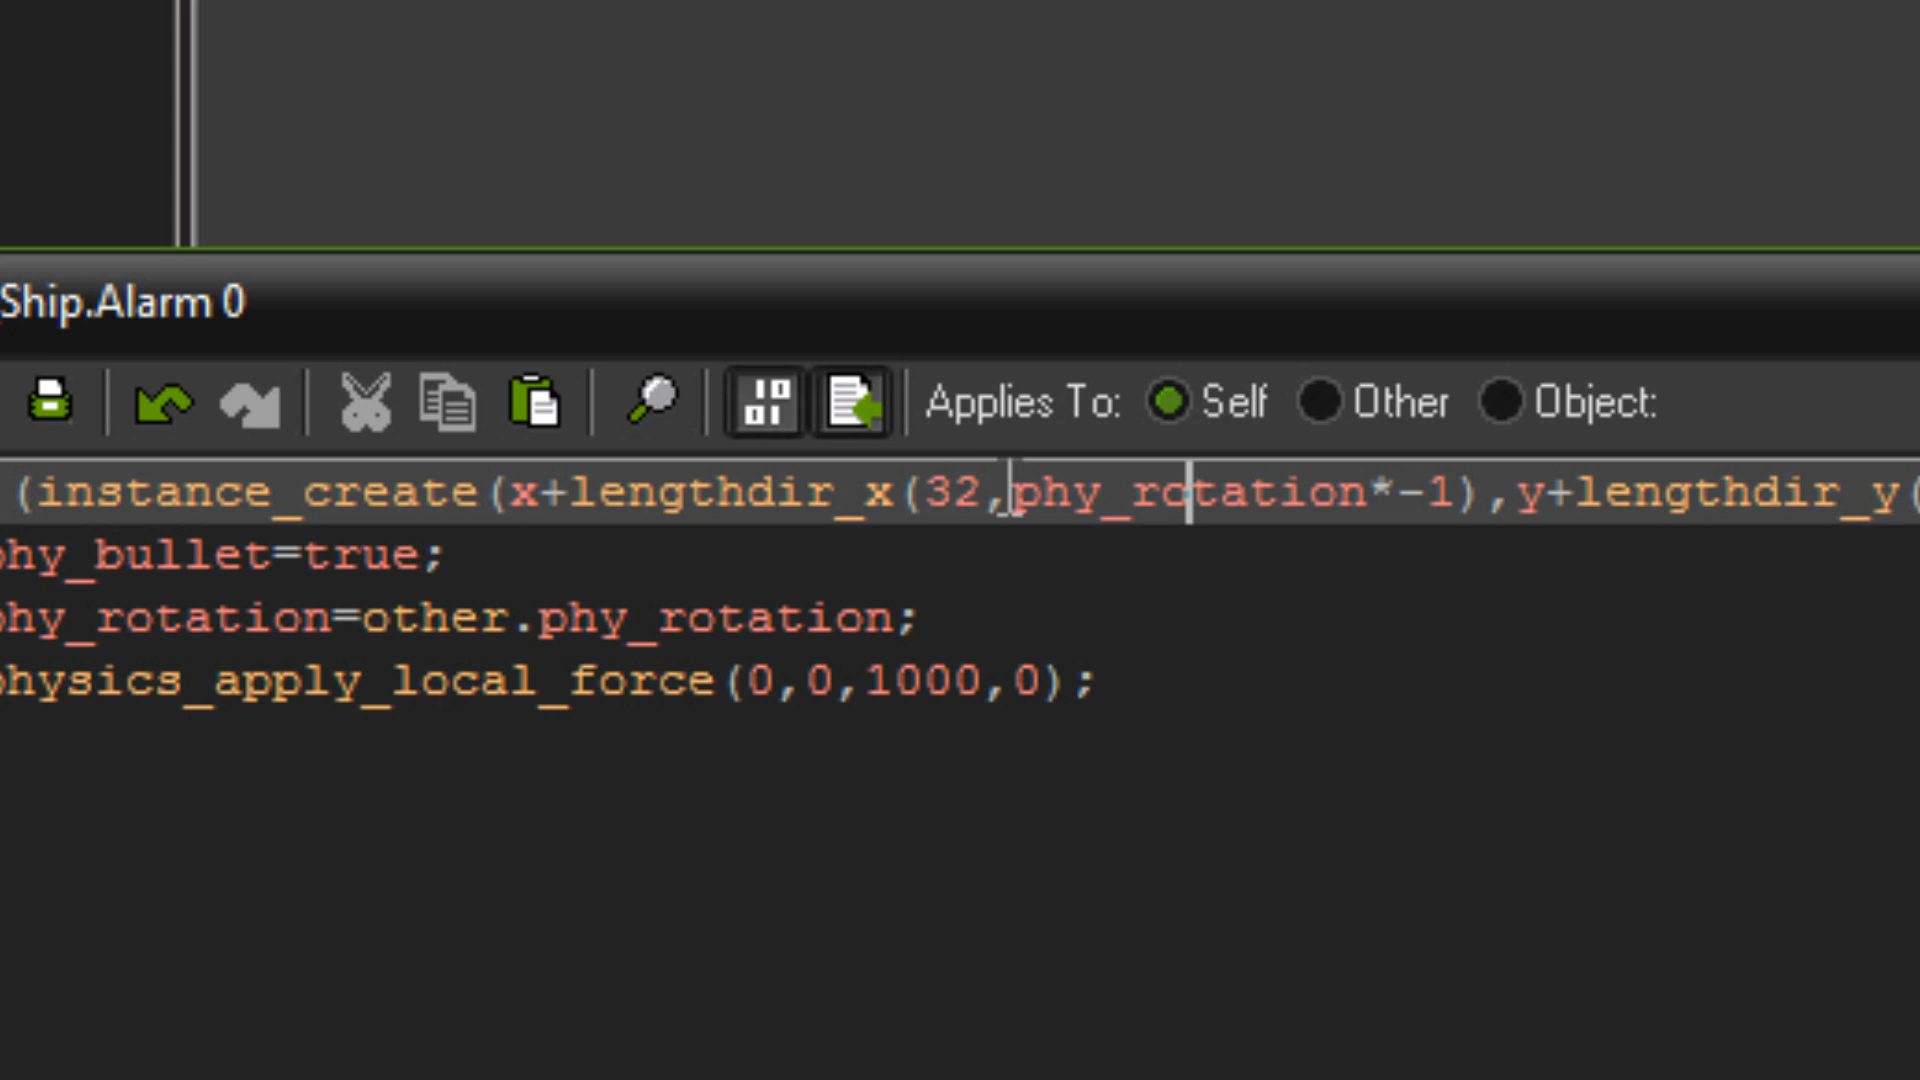 Ship.Alarm 0
Applies To: Self Other Object:
(instance_create(x+lengthdir_x(32,phy_rotation*-1),y+lengthdir_y(
phy_bullet=true;
phy_rotation=other.phy_rotation;
physics_apply_local_force(0,0,1000,0);